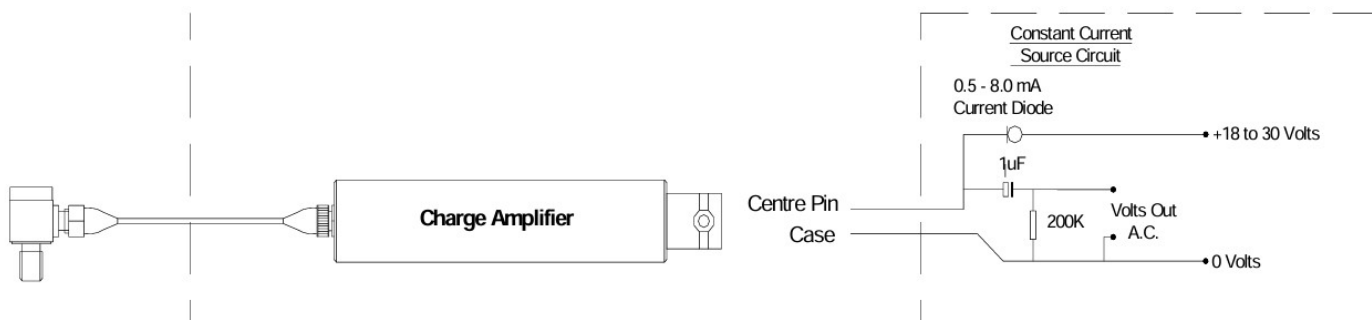 Constant Current
Source Circuit
0.5 - 8.0 mA
Current Diode
+18 to 30 Volts
1uF
Centre Pin
Charge Amplifier
200K
Volts Out
A.C.
Case
0 Volts